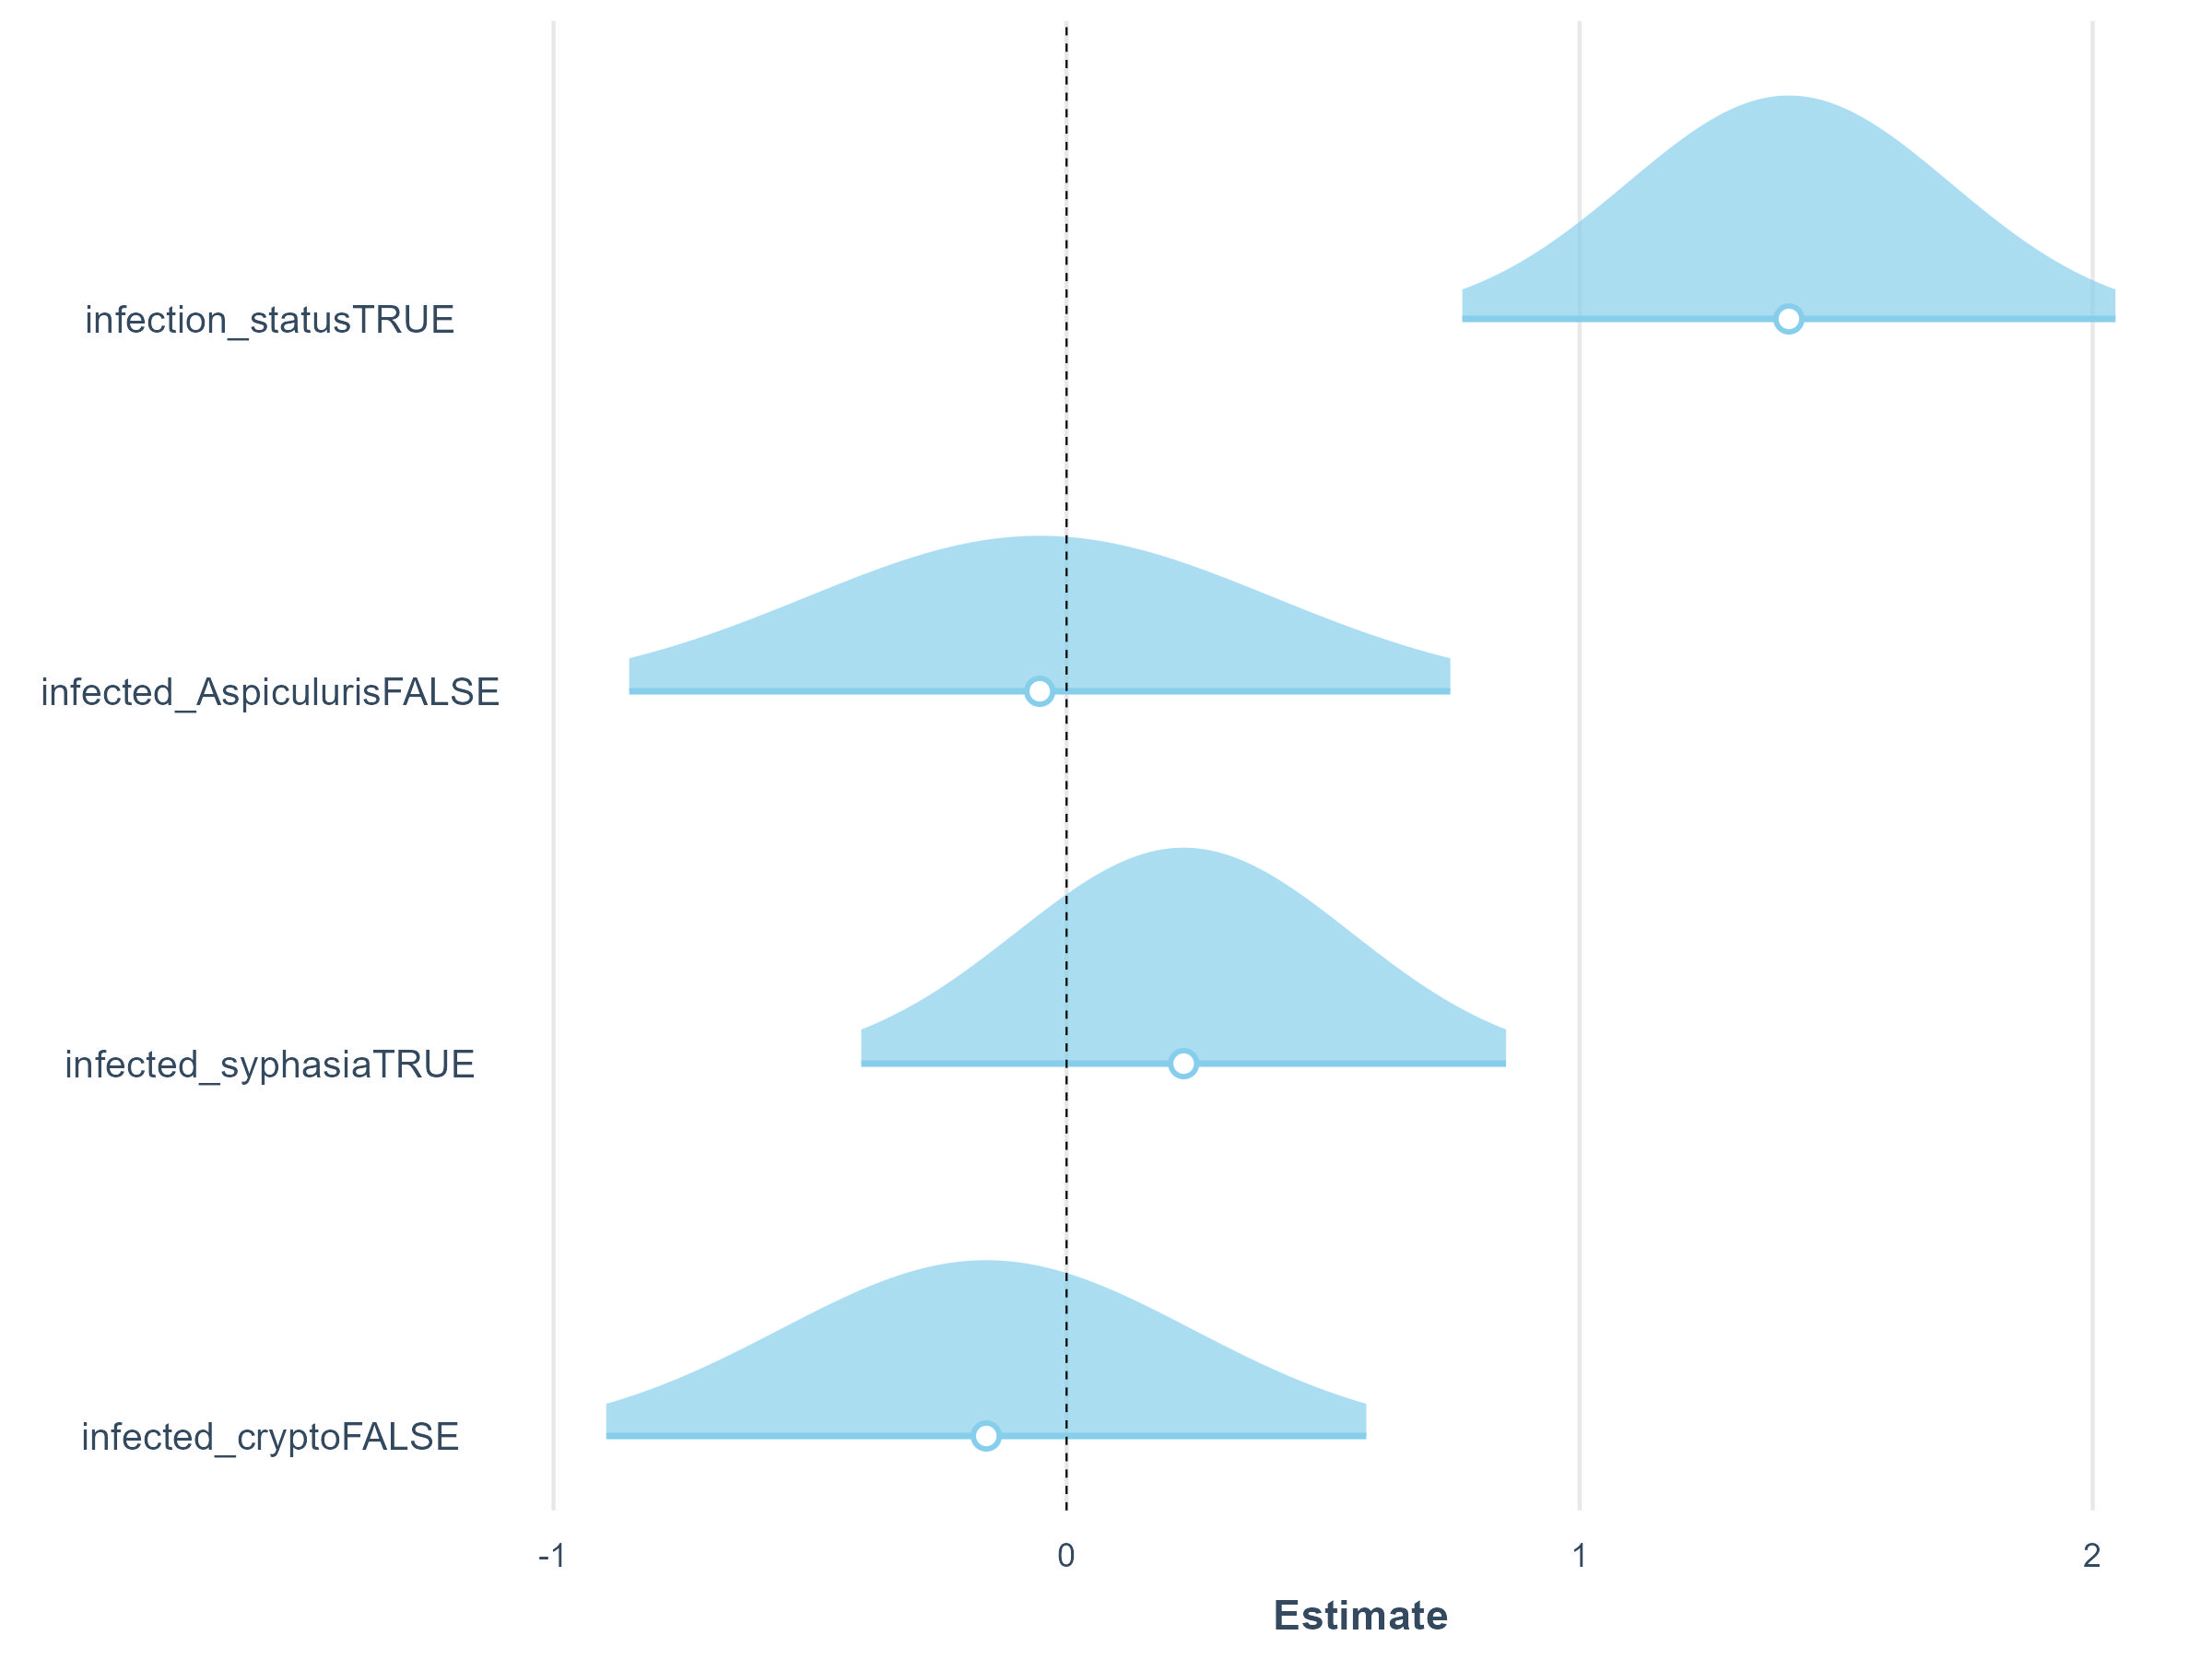 infection_statusTRUE
infected_AspiculurisFALSE
infected_syphasiaTRUE
infected_cryptoFALSE
-1 0 1 2
Estimate